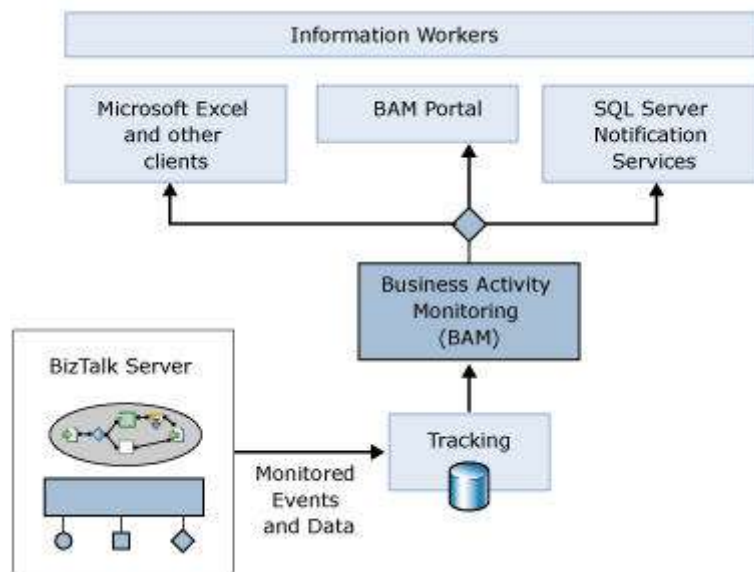 Information Workers
Microsoft Excel
and other
clients
BAM Portal
SQL Server
Notification
Services
Business Activity
Monitoring
(BAM)
BizTalk Server
Tracking
Monitored
Events
and Data